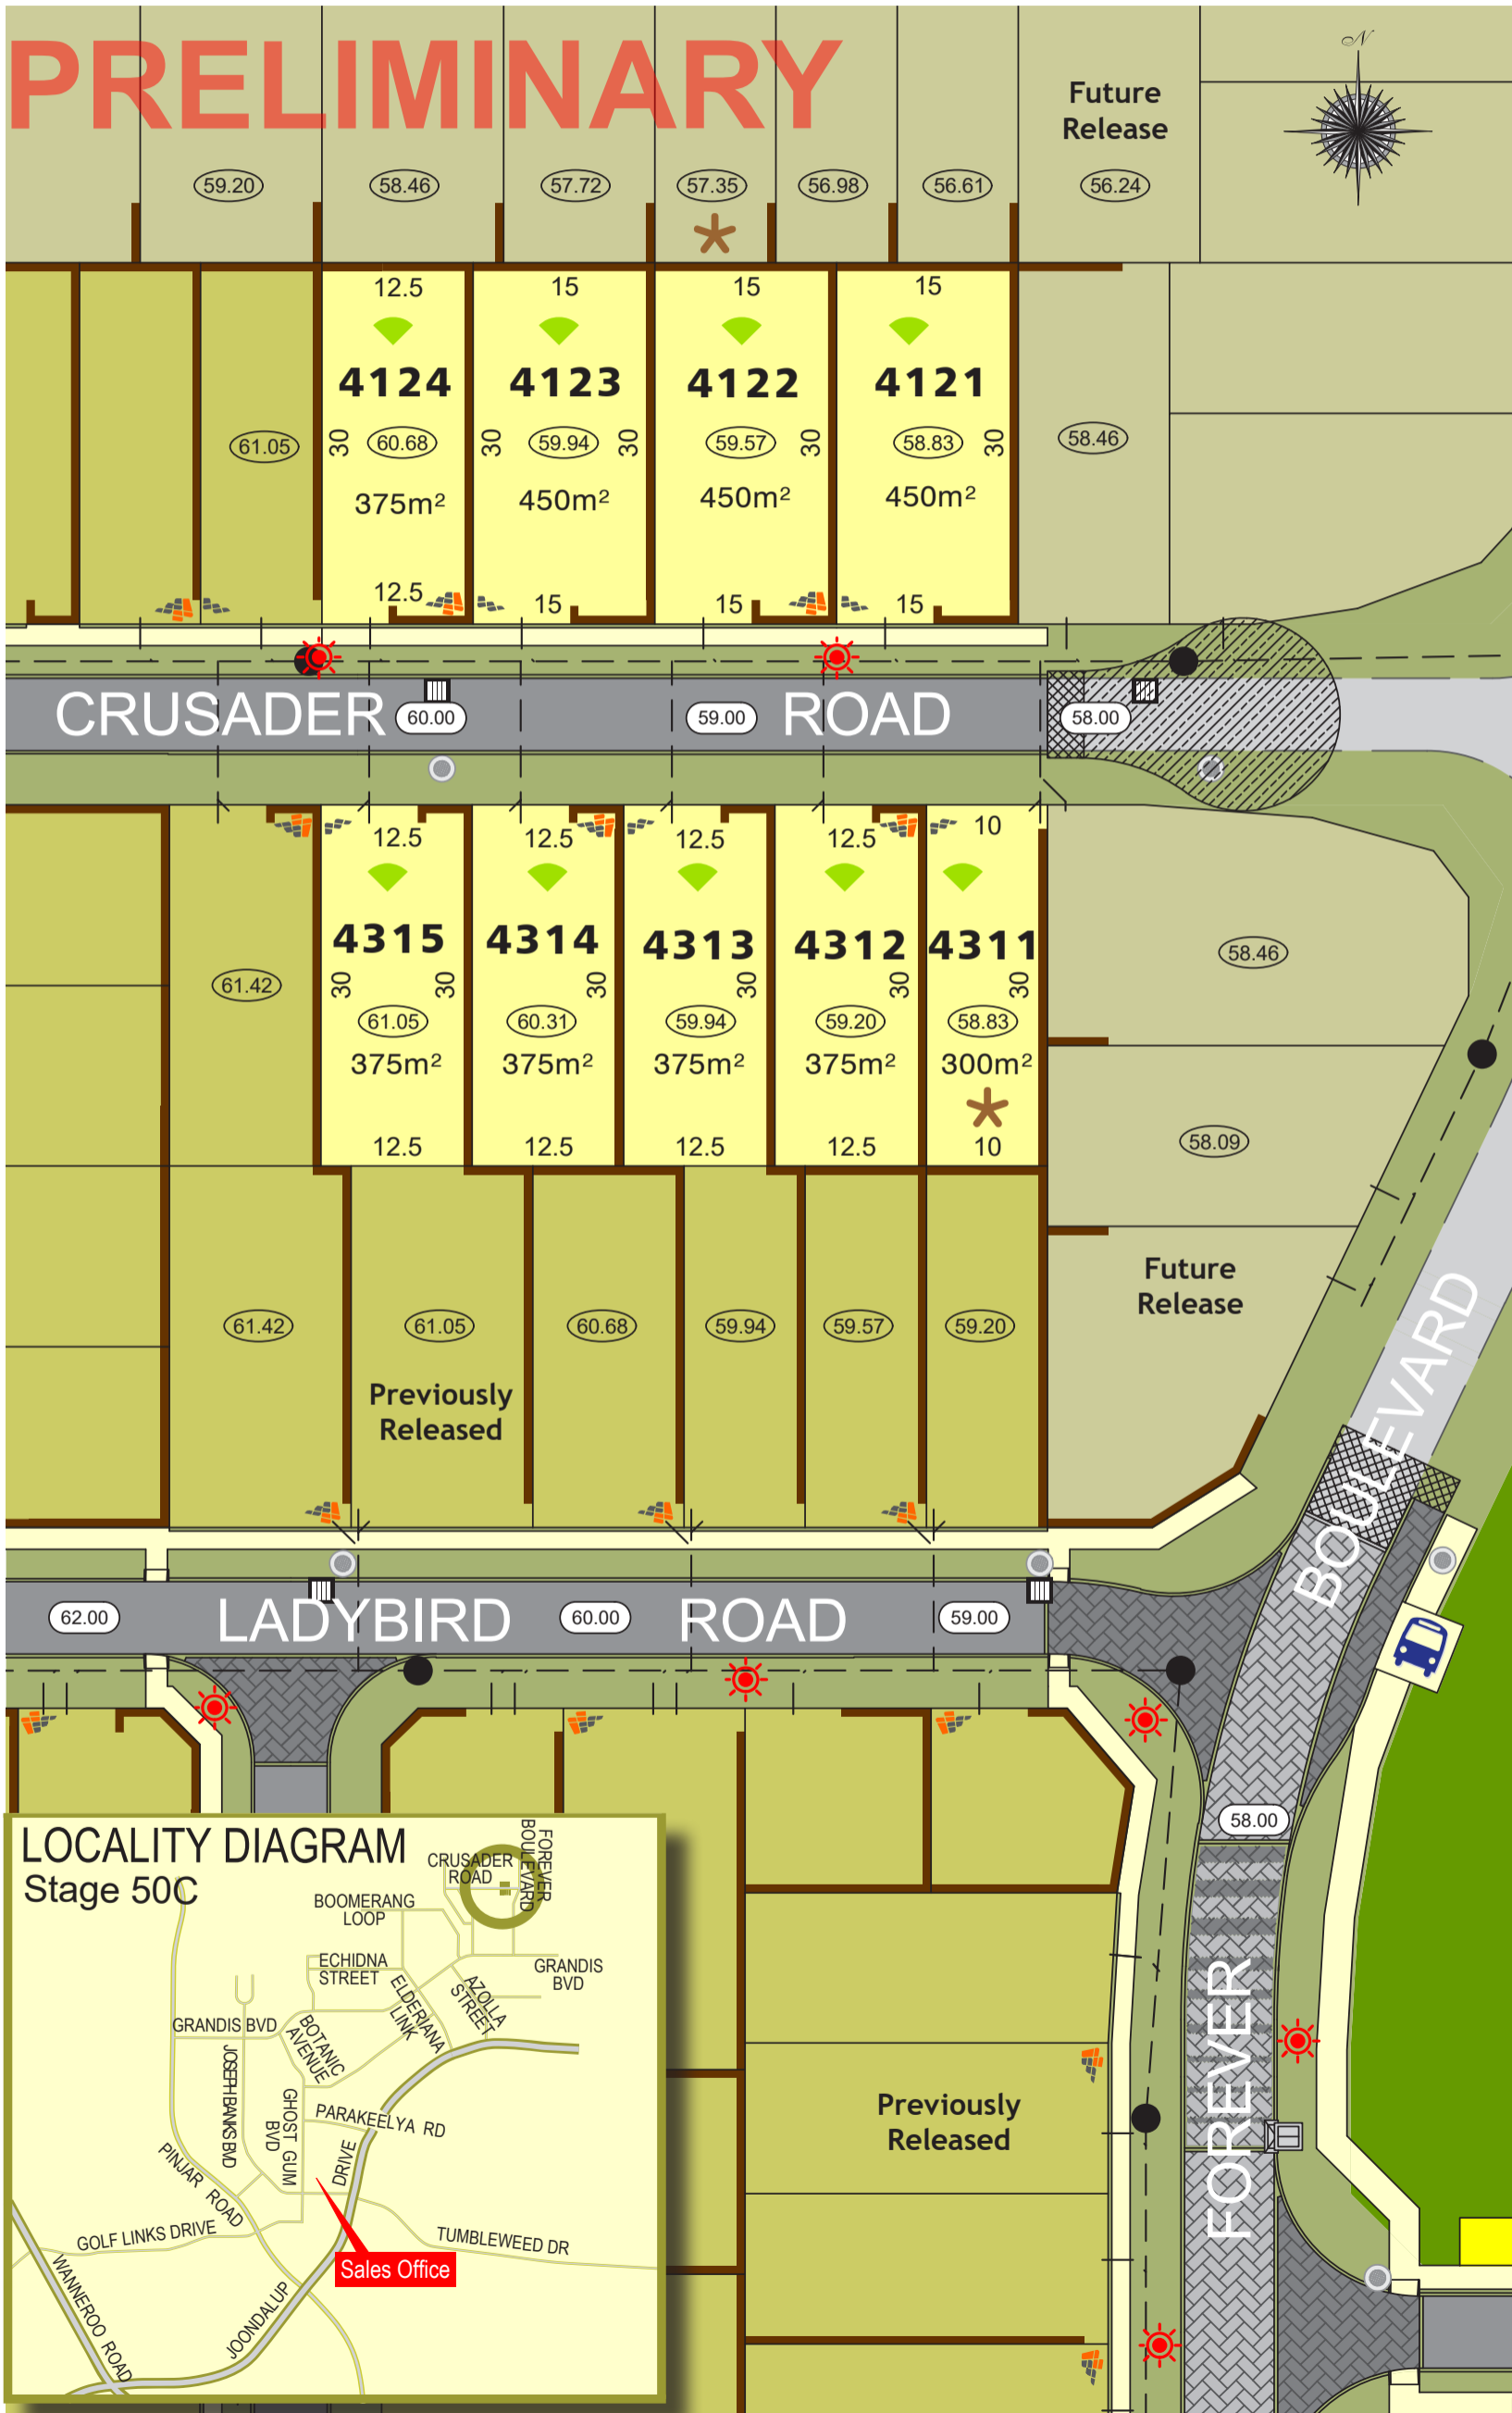 PRELIMINARY
N
Future
Release
59.20
58.46
57.72
57.35
56.98
56.61
56.24
12.5
15
15
15
4124
4123
4122
4121
61.05
30
60.68
30
59.94
30
59.57
30
58.83
30
58.46
375m²
450m²
450m²
450m²
12.5
15
15
15
CRUSADER
60.00
59.00
ROAD
58.00
12.5
12.5
12.5
12.5
10
4315
4314
4313
4312
4311
58.46
61.42
30
30
30
30
30
30
61.05
60.31
59.94
59.20
58.83
375m²
375m²
375m²
375m²
300m²
58.09
12.5
12.5
12.5
12.5
10
Future
Release
61.42
61.05
60.68
59.94
59.57
59.20
Previously
Released
BOULEVARD
62.00
LADYBIRD
60.00
ROAD
59.00
58.00
FOREVER
Previously
Released
LOCALITY DIAGRAM
Stage 50C
CRUSADER
ROAD
FOREVER
BOULEVARD
BOOMERANG
LOOP
ECHIDNA
STREET
GRANDIS
BVD
ELDERIANA
LINK
AZOLLA
STREET
GRANDIS BVD
BOTANIC
AVENUE
JOSEPH BANKS BVD
GHOST GUM
BVD
PARAKEELYA RD
PINJAR ROAD
DRIVE
GOLF LINKS DRIVE
TUMBLEWEED DR
Sales Office
WANNEROO ROAD
JOONDALUP